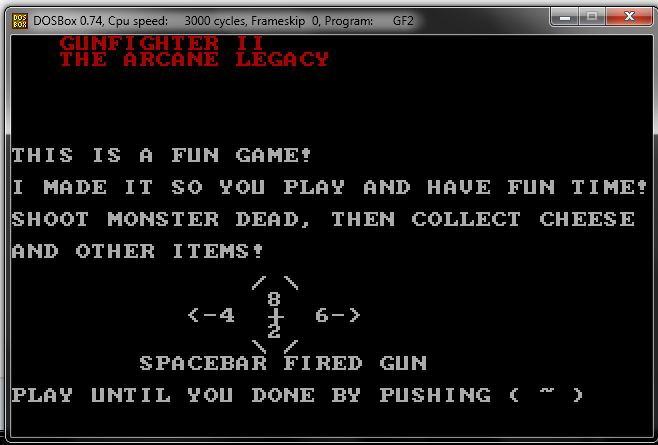 DOSBox 0.74, Cpu speed: 3000 cycles, Frameskip 0, Program: GF2
GUNFIGHTER II
THE ARCANE LEGACY
THIS IS A FUN GAME!
I MADE IT SO YOU PLAY AND HAVE FUN TIME!
SHOOT MONSTER DEAD, THEN COLLECT CHEESE
AND OTHER ITEMS!
/ \
8
<-4 ┼ 6->
2
\ /
SPACEBAR FIRED GUN
PLAY UNTIL YOU DONE BY PUSHING ( ~ )